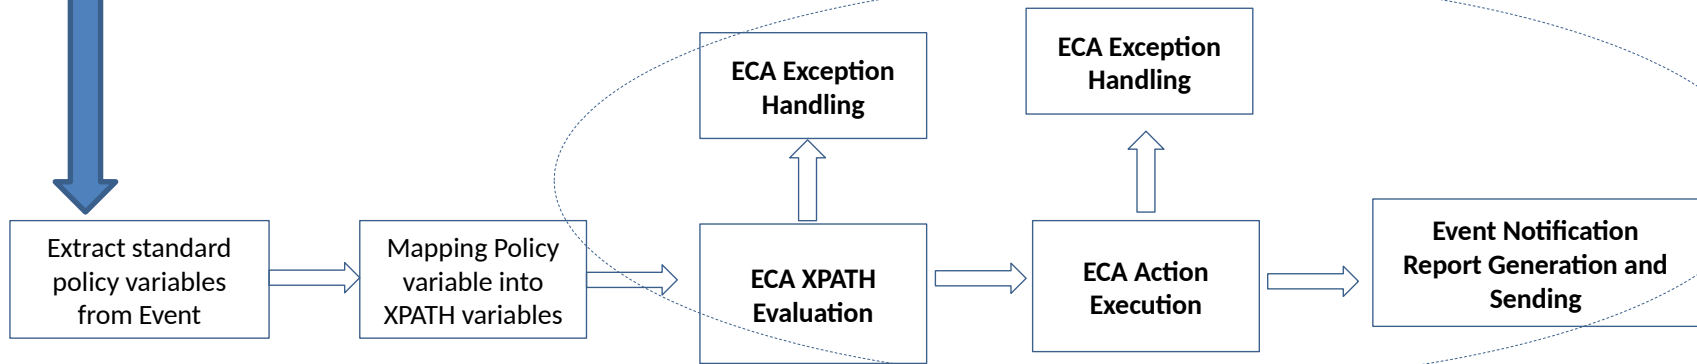 ECA Exception
Handling
ECA Exception
Handling
Extract standard
policy variables
from Event
Mapping Policy
variable into
XPATH variables
ECA XPATH
Evaluation
ECA Action
Execution
Event Notification
Report Generation and
Sending